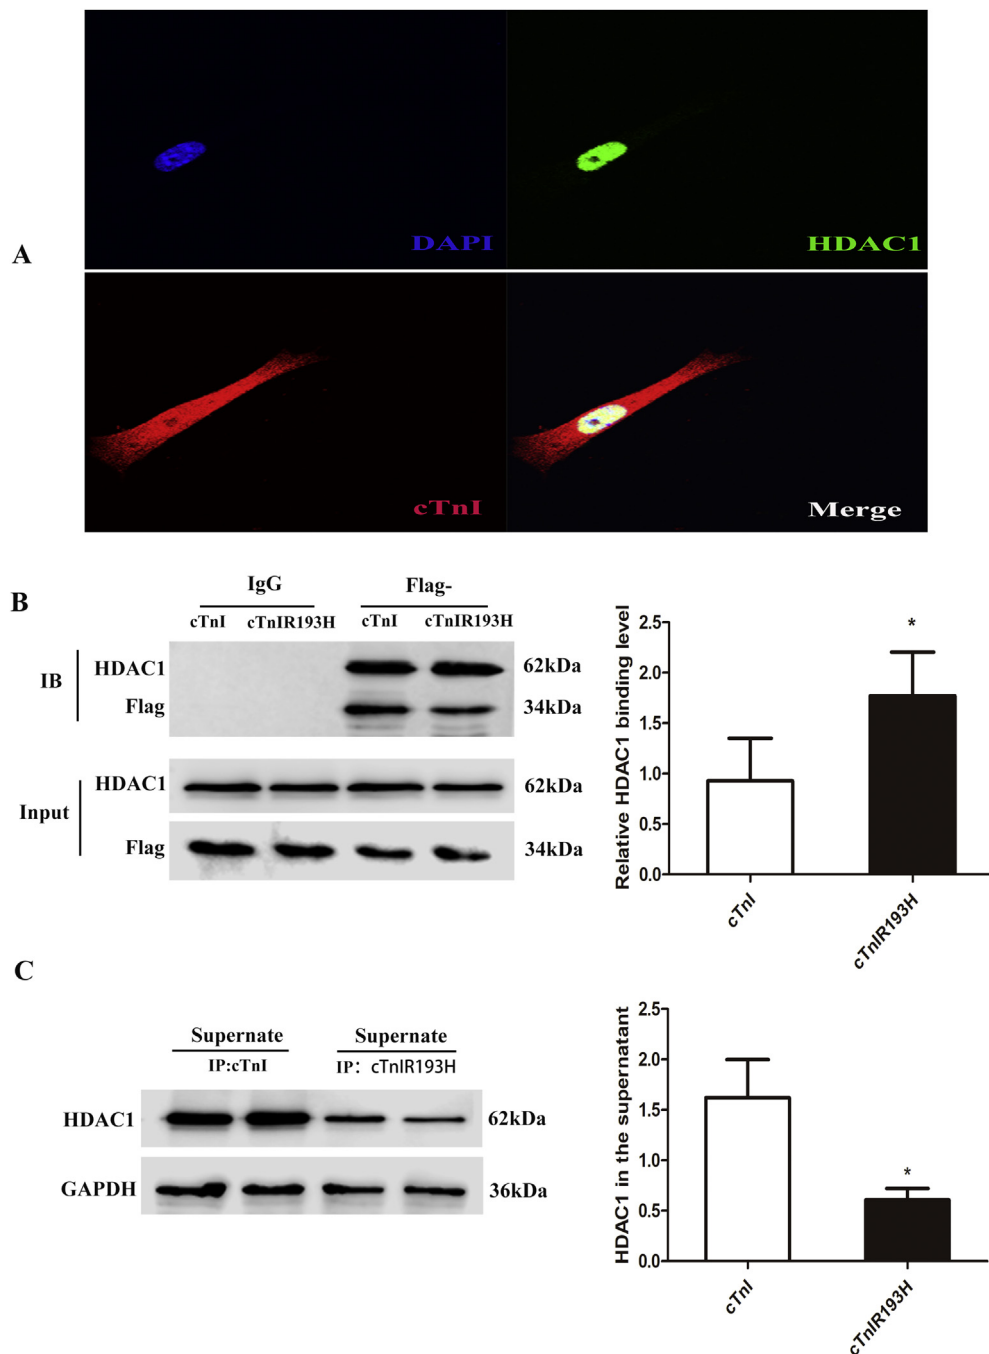 A
DAPI
HDAC1
cTnI
Merge
B
IgG
Flag-
cTnI
cTnIR193H
cTnI
cTnIR193H
IB
HDAC1
62kDa
Flag
34kDa
Input
HDAC1
62kDa
Flag
34kDa
Relative HDAC1 binding level
2.5
2.0
1.5
1.0
0.5
0.0
*
cTnI
cTnIR193H
C
Supernate
Supernate
IP:cTnI
IP: cTnIR193H
HDAC1
62kDa
GAPDH
36kDa
HDAC1 in the supernatant
2.5
2.0
1.5
1.0
0.5
0.0
*
cTnI
cTnIR193H